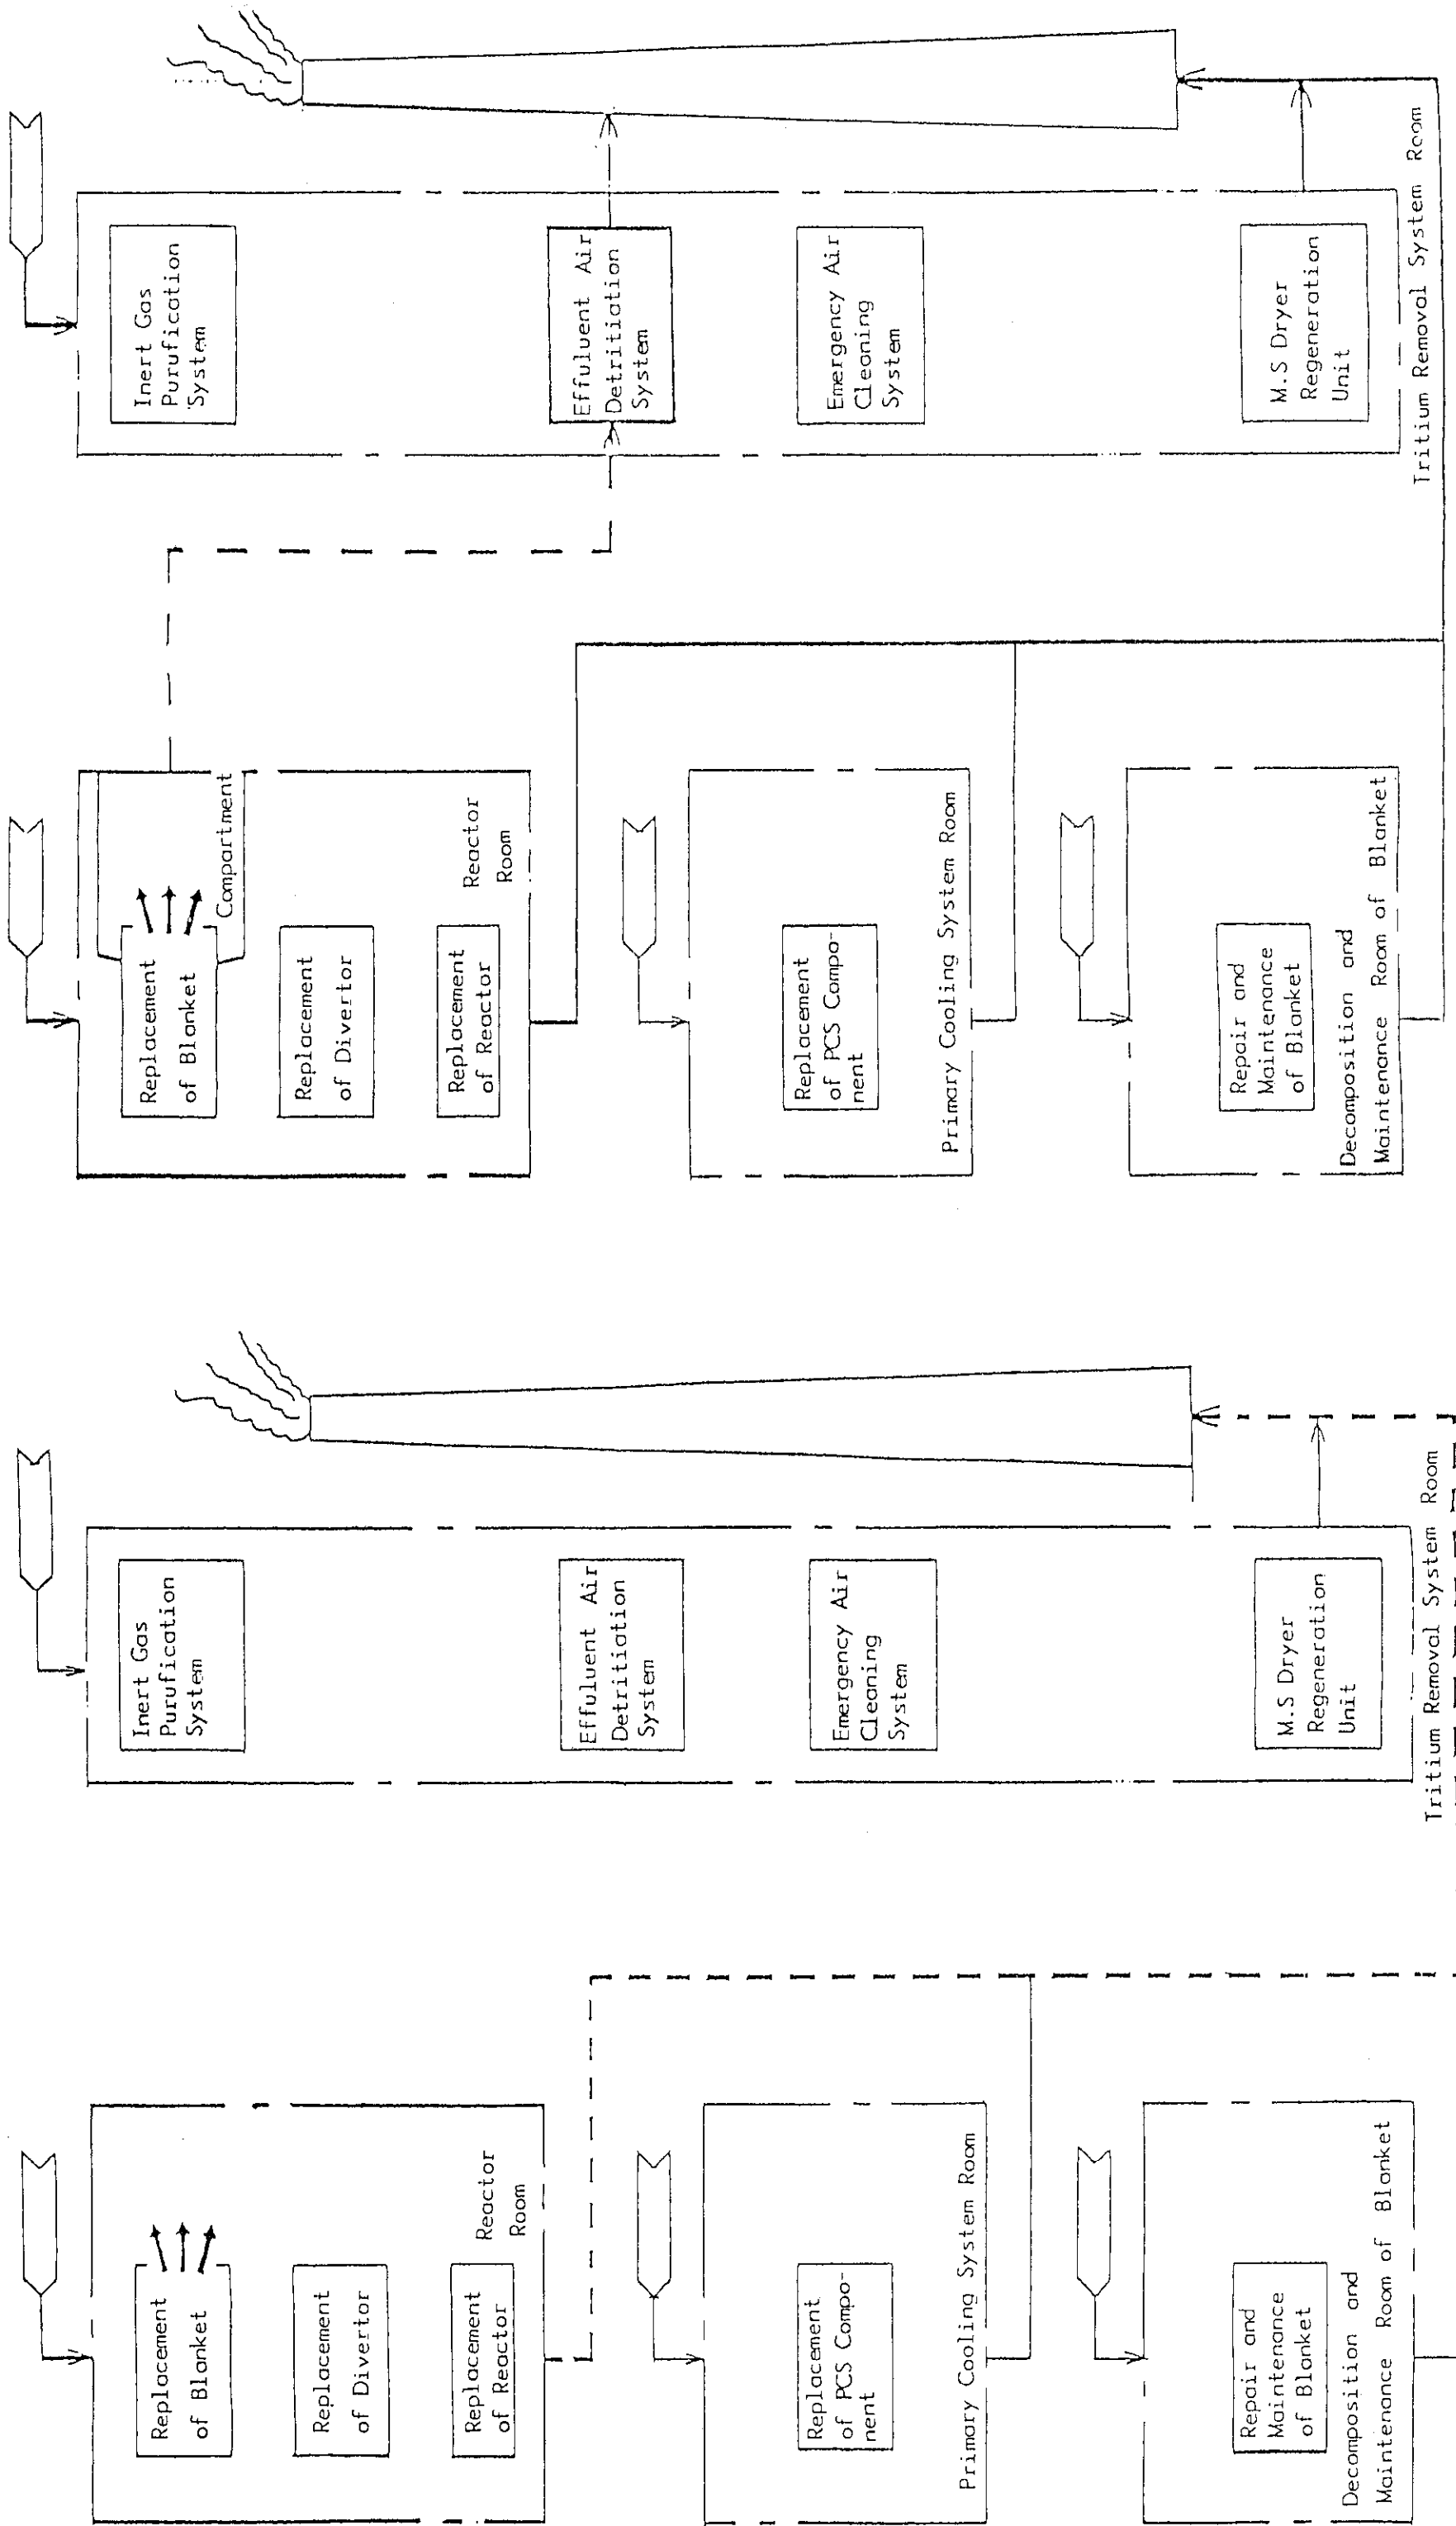 Replacement
of Blanket
Replacement
of Divertor
Replacement
of Reactor
Reactor
Room
Replacement
of PCS Compo-
nent
Primary Cooling System Room
Repair and
Maintenance
of Blanket
Decomposition and
Maintenance Room of Blanket
Inert Gas
Purufication
System
Effuluent Air
Detritiation
System
Emergency Air
Cleaning
System
M.S Dryer
Regeneration
Unit
Tritium Removal System Room
Replacement
of Blanket
Compartment
Replacement
of Divertor
Replacement
of Reactor
Reactor
Room
Replacement
of PCS Compo-
nent
Primary Cooling System Room
Repair and
Maintenance
of Blanket
Decomposition and
Maintenance Room of Blanket
Inert Gas
Purufication
System
Effuluent Air
Detritiation
System
Emergency Air
Cleaning
System
M.S Dryer
Regeneration
Unit
Tritium Removal System Room